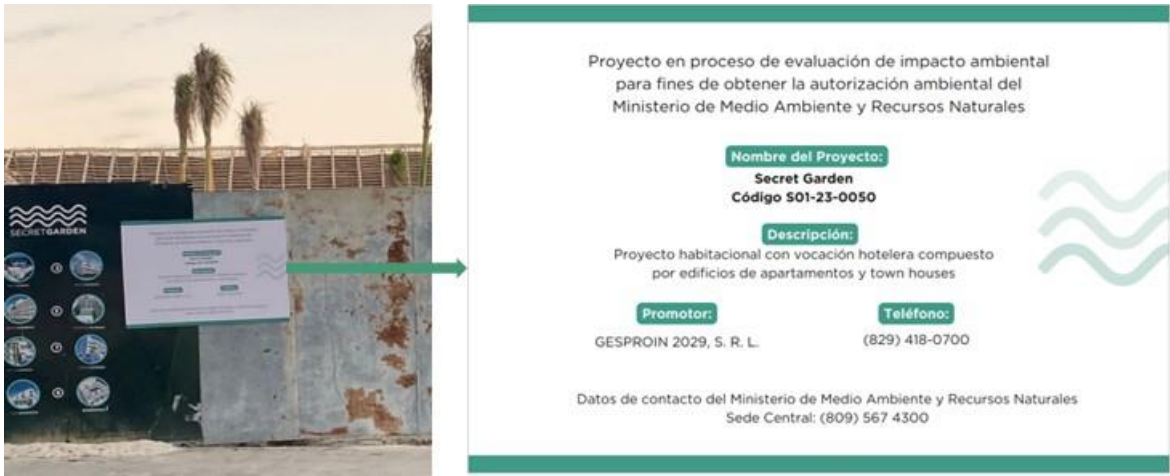 SECRETGARDEN
Proyecto en proceso de evaluación de impacto ambiental
para fines de obtener la autorización ambiental del
Ministerio de Medio Ambiente y Recursos Naturales
Nombre del Proyecto:
Secret Garden
Código S01-23-0050
Descripción:
Proyecto habitacional con vocación hotelera compuesto
por edificios de apartamentos y town houses
Promotor:
Teléfono:
GESPROIN 2029, S. R. L.
(829) 418-0700
Datos de contacto del Ministerio de Medio Ambiente y Recursos Naturales
Sede Central: (809) 567 4300